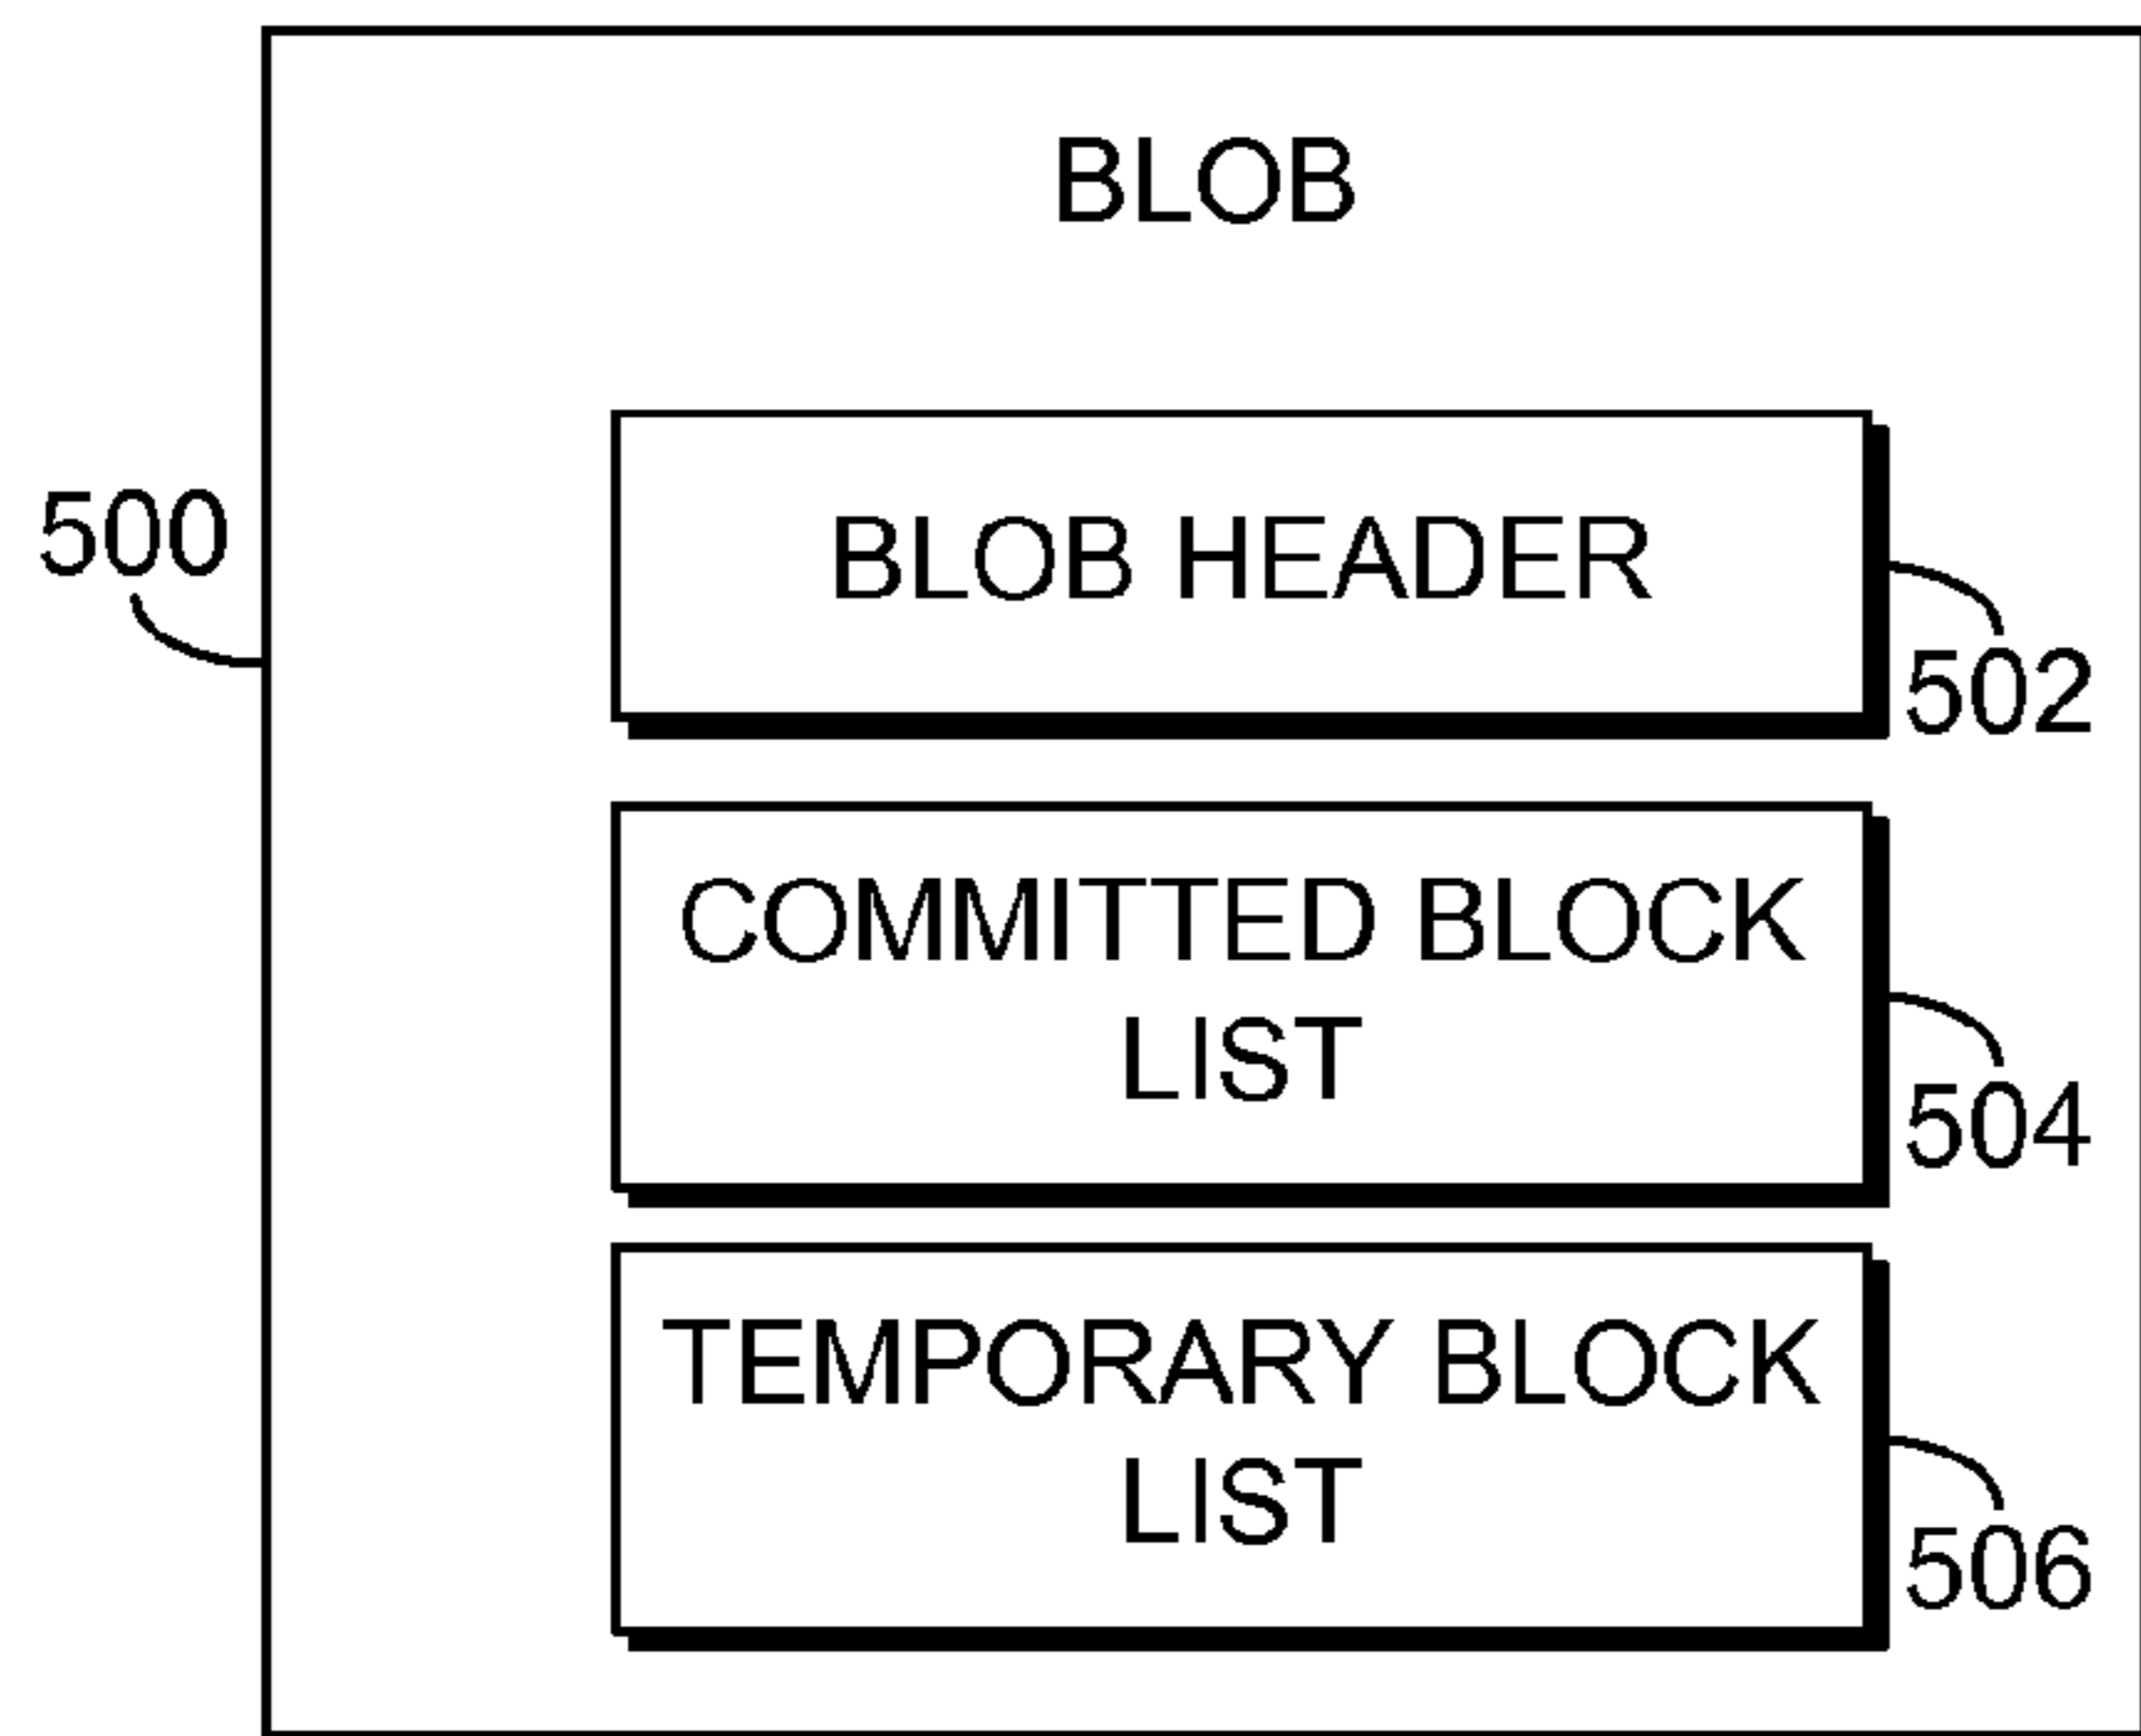 BLOB
BLOB HEADER
500
502
COMMITTED BLOCK
LIST
504
TEMPORARY BLOCK
LIST
506